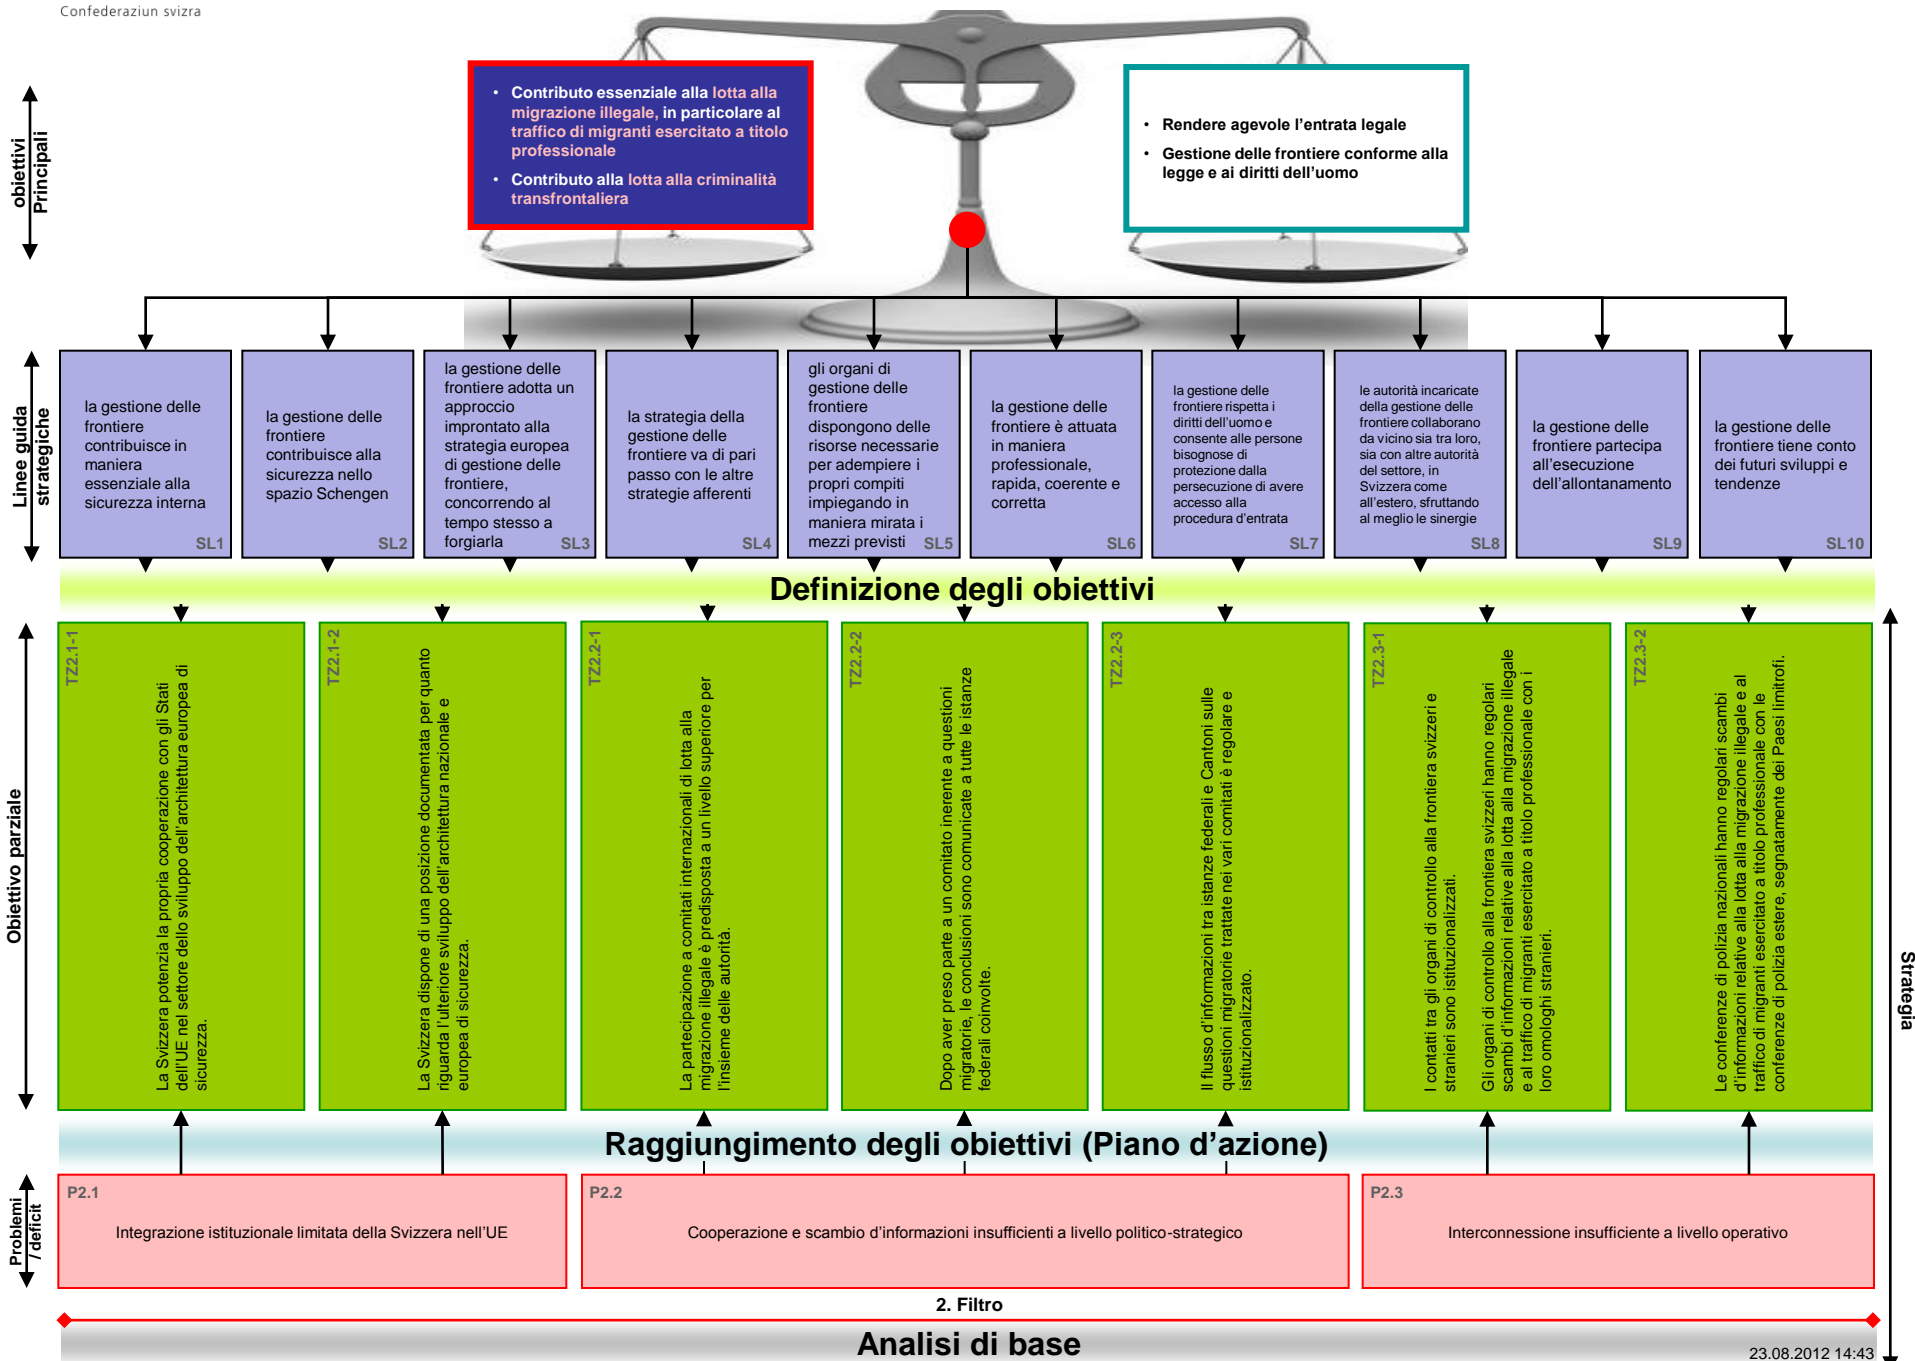 Confederaziun svizra
obiettivi
Principali
• Contributo essenziale alla lotta alla
migrazione illegale, in particolare al
traffico di migranti esercitato a titolo
professionale
• Contributo alla lotta alla criminalità
transfrontaliera
• Rendere agevole l'entrata legale
• Gestione delle frontiere conforme alla
legge e ai diritti dell'uomo
Linee guida
strategiche
la gestione delle
frontiere
contribuisce in
maniera
essenziale alla
sicurezza interna
SL1
la gestione delle
frontiere
contribuisce alla
sicurezza nello
spazio Schengen
SL2
la gestione delle
frontiere adotta un
approccio
improntato alla
strategia europea
di gestione delle
frontiere,
concorrendo al
tempo stesso a
forgiarla
SL3
la strategia della
gestione delle
frontiere va di pari
passo con le altre
strategie afferenti
SL4
gli organi di
gestione delle
frontiere
dispongono delle
risorse necessarie
per adempiere i
propri compiti
impiegando in
maniera mirata i
mezzi previsti
SL5
la gestione delle
frontiere è attuata
in maniera
professionale,
rapida, coerente e
corretta
SL6
la gestione delle
frontiere rispetta i
diritti dell'uomo e
consente alle persone
bisognose di
protezione dalla
persecuzione di avere
accesso alla
procedura d'entrata
SL7
le autorità incaricate
della gestione delle
frontiere collaborano
da vicino sia tra loro,
sia con altre autorità
del settore, in
Svizzera come
all'estero, sfruttando
al meglio le sinergie
SL8
la gestione delle
frontiere partecipa
all'esecuzione
dell'allontanamento
SL9
la gestione delle
frontiere tiene conto
dei futuri sviluppi e
tendenze
SL10
Definizione degli obiettivi
Obiettivo parziale
TZ2.1-1
La Svizzera potenzia la propria cooperazione con gli Stati
dell'UE nel settore dello sviluppo dell'architettura europea di
sicurezza.
TZ2.1-2
La Svizzera dispone di una posizione documentata per quanto
riguarda l'ulteriore sviluppo dell'architettura nazionale e
europea di sicurezza.
TZ2.2-1
La partecipazione a comitati internazionali di lotta alla
migrazione illegale è predisposta a un livello superiore per
l'insieme delle autorità.
TZ2.2-2
Dopo aver preso parte a un comitato inerente a questioni
migratorie, le conclusioni sono comunicate a tutte le istanze
federali coinvolte.
TZ2.2-3
Il flusso d'informazioni tra istanze federali e Cantoni sulle
questioni migratorie trattate nei vari comitati è regolare e
istituzionalizzato.
TZ2.3-1
I contatti tra gli organi di controllo alla frontiera svizzeri e
stranieri sono istituzionalizzati.
Gli organi di controllo alla frontiera svizzeri hanno regolari
scambi d'informazioni relative alla lotta alla migrazione illegale
e al traffico di migranti esercitato a titolo professionale con i
loro omologhi stranieri.
TZ2.3-2
Le conferenze di polizia nazionali hanno regolari scambi
d'informazioni relative alla lotta alla migrazione illegale e al
traffico di migranti esercitato a titolo professionale con le
conferenze di polizia estere, segnatamente dei Paesi limitrofi.
Strategia
Raggiungimento degli obiettivi (Piano d'azione)
Problemi
/ deficit
P2.1
Integrazione istituzionale limitata della Svizzera nell'UE
P2.2
Cooperazione e scambio d'informazioni insufficienti a livello politico-strategico
P2.3
Interconnessione insufficiente a livello operativo
2. Filtro
Analisi di base
23.08.2012 14:43